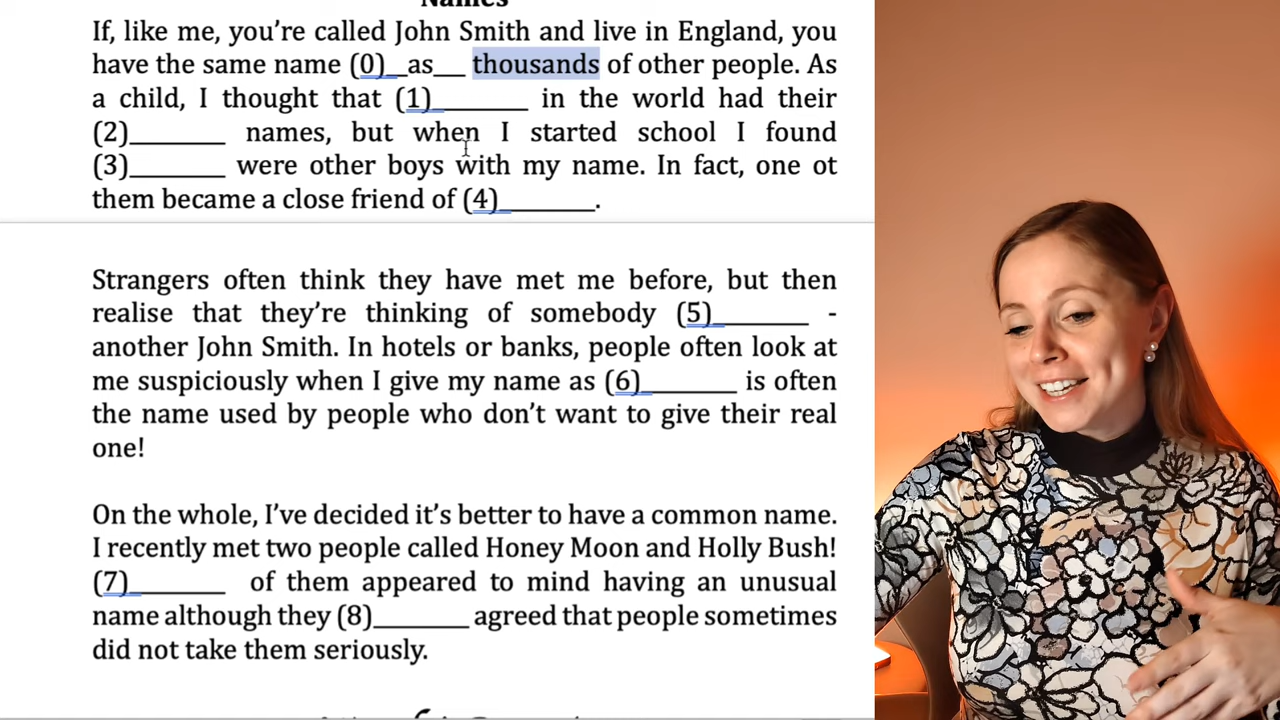 Names
If, like me, you're called John Smith and live in England, you
have the same name (0)__as___ thousands of other people. As
a child, I thought that (1)________ in the world had their
(2)________ names, but when I started school I found
(3)________ were other boys with my name. In fact, one ot
them became a close friend of (4)________.
Strangers often think they have met me before, but then
realise that they're thinking of somebody (5)________ -
another John Smith. In hotels or banks, people often look at
me suspiciously when I give my name as (6)________ is often
the name used by people who don't want to give their real
one!
On the whole, I've decided it's better to have a common name.
I recently met two people called Honey Moon and Holly Bush!
(7)________ of them appeared to mind having an unusual
name although they (8)________ agreed that people sometimes
did not take them seriously.